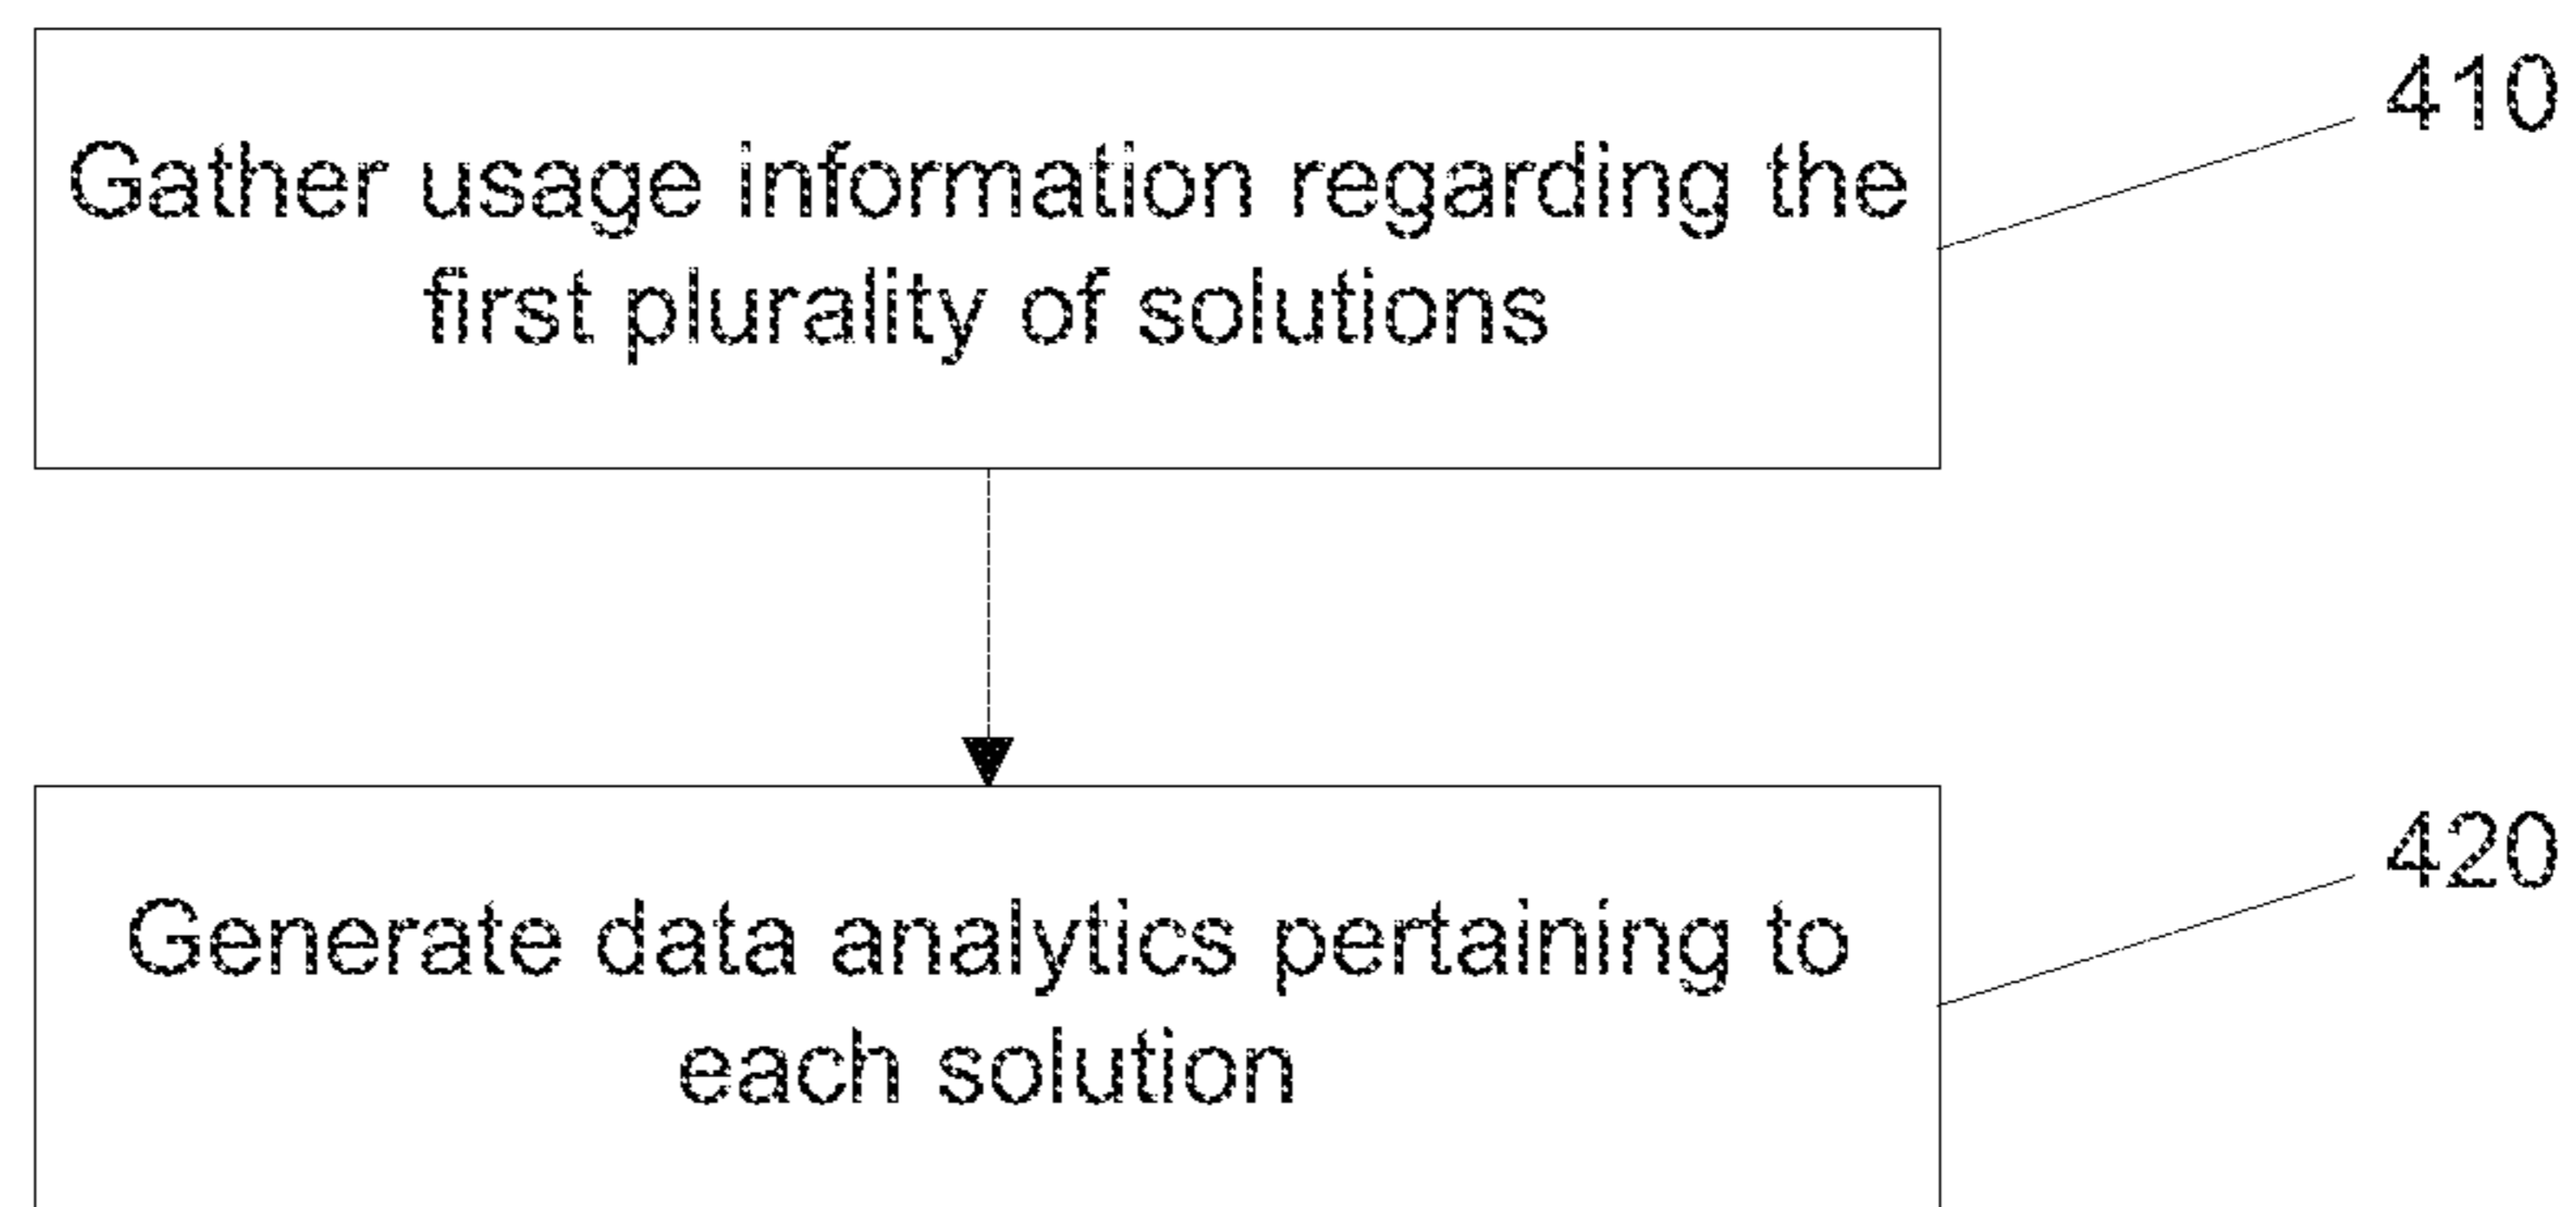 410
Gather usage information regarding the
first plurality of solutions
420
Generate data analytics pertaining to
each solution